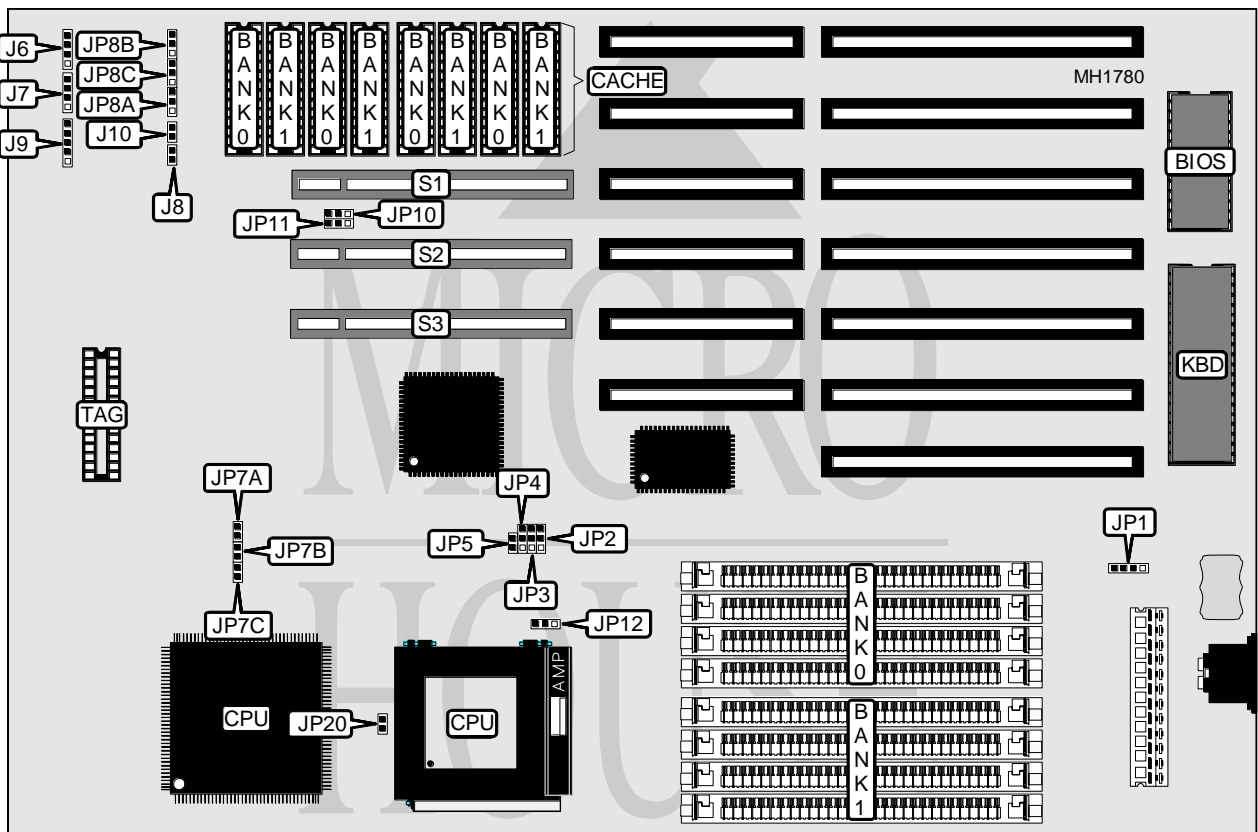 J6
JP8B
BANK0
BANK1
BANK0
BANK1
BANK0
BANK1
BANK0
BANK1
CACHE
MH1780
J7
JP8C
JP8A
J9
J10
BIOS
J8
S1
JP11
JP10
S2
S3
KBD
TAG
MICRO
HOUSE
JP7A
JP4
JP7B
JP5
JP2
JP1
JP3
JP7C
JP12
BANK0
AMP
CPU
JP20
CPU
BANK1